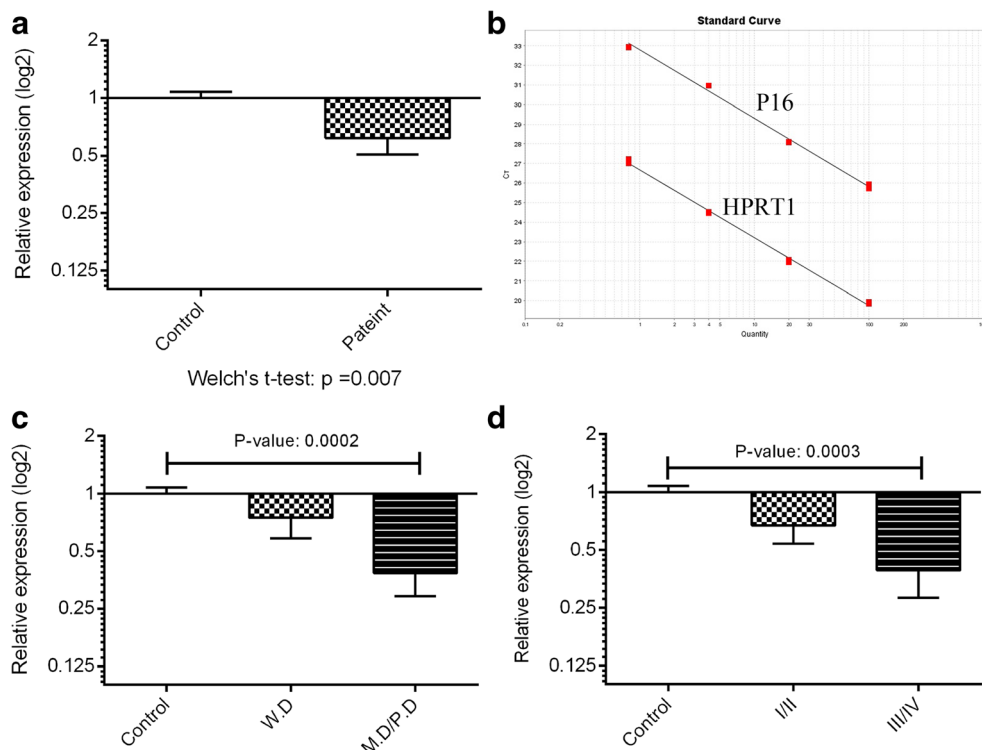 a
Relative expression (log2)
2
1
0.5
0.25
0.125
Control
Pateint
Welch's t-test: p =0.007
b
Standard Curve
CT
33
32
31
30
29
28
27
26
25
24
23
22
21
20
P16
HPRT1
0.1 0.2 1 2 3 4 10 20 30 100 200
Quantity
c
Relative expression (log2)
2
1
0.5
0.25
0.125
P-value: 0.0002
Control
W.D
M.D/P.D
d
Relative expression (log2)
2
1
0.5
0.25
0.125
P-value: 0.0003
Control
I/II
III/IV